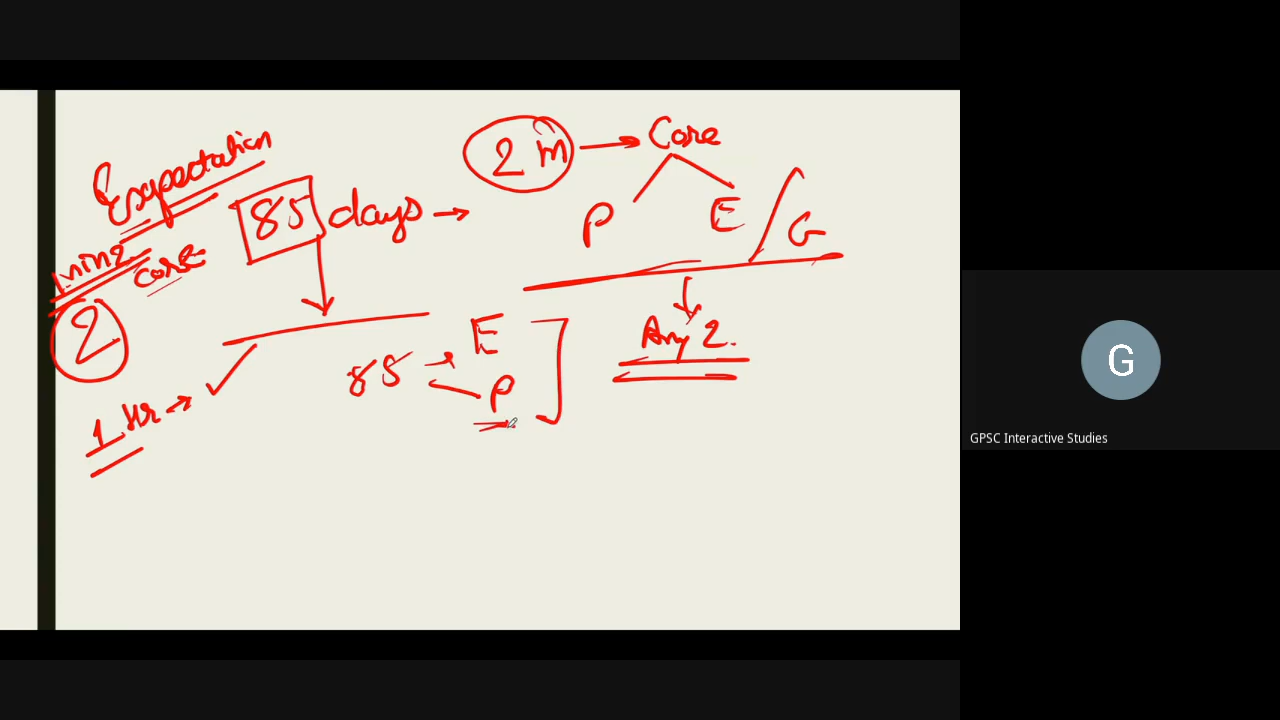 Expectation
85 days →
2 m → Core
P E / G
Any 2.
core
2
1 Hr →
85 → E
P
G
GPSC Interactive Studies